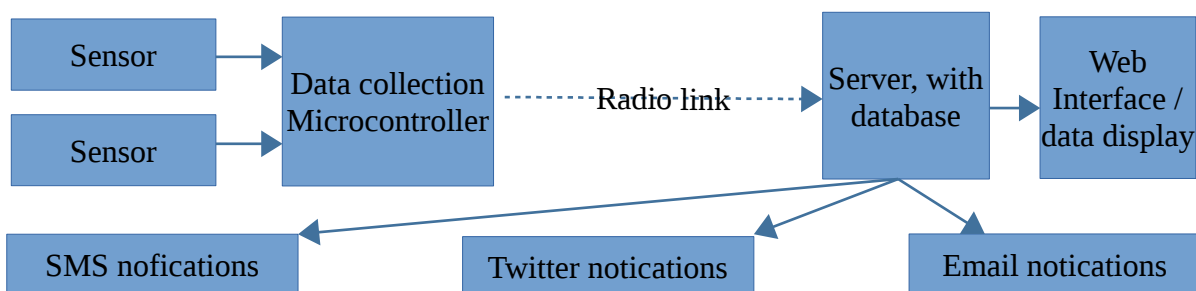 Sensor
Data collection
Microcontroller
Radio link
Server, with
database
Web
Interface /
data display
Sensor
SMS nofications
Twitter notications
Email notications